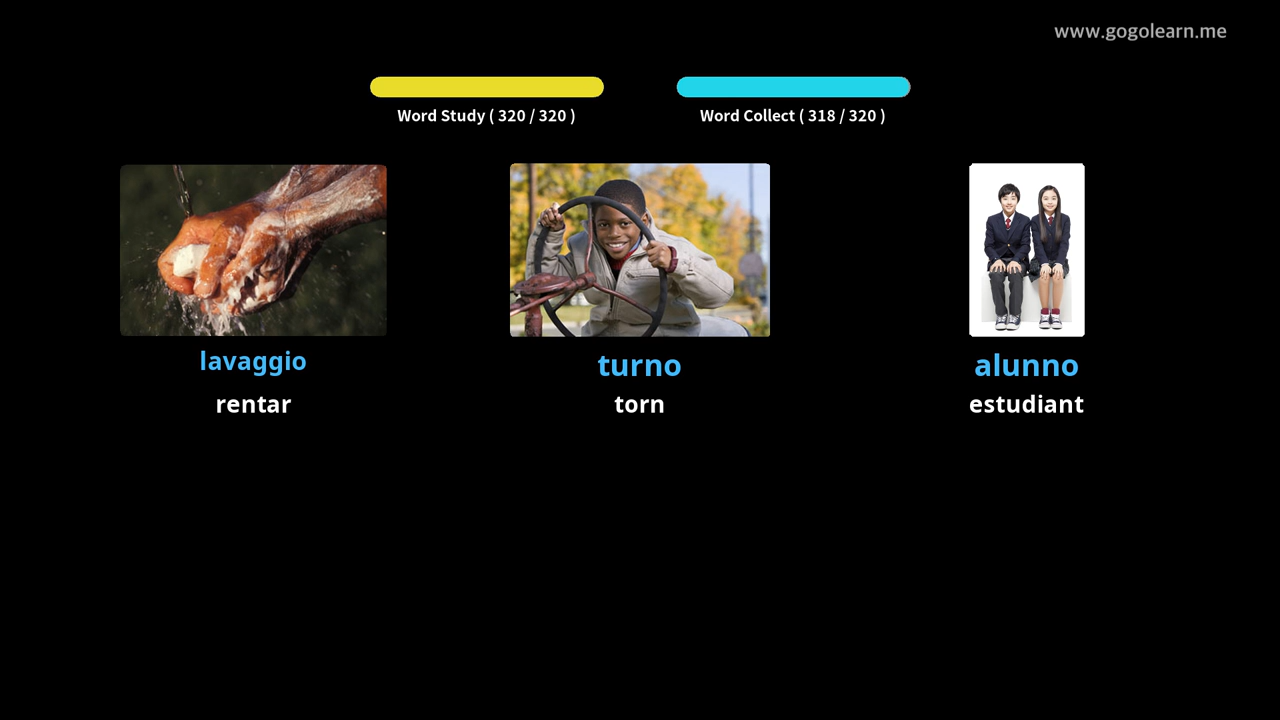 www.gogolearn.me
Word Study ( 320 / 320 )
Word Collect ( 318 / 320 )
lavaggio
rentar
turno
torn
alunno
estudiant